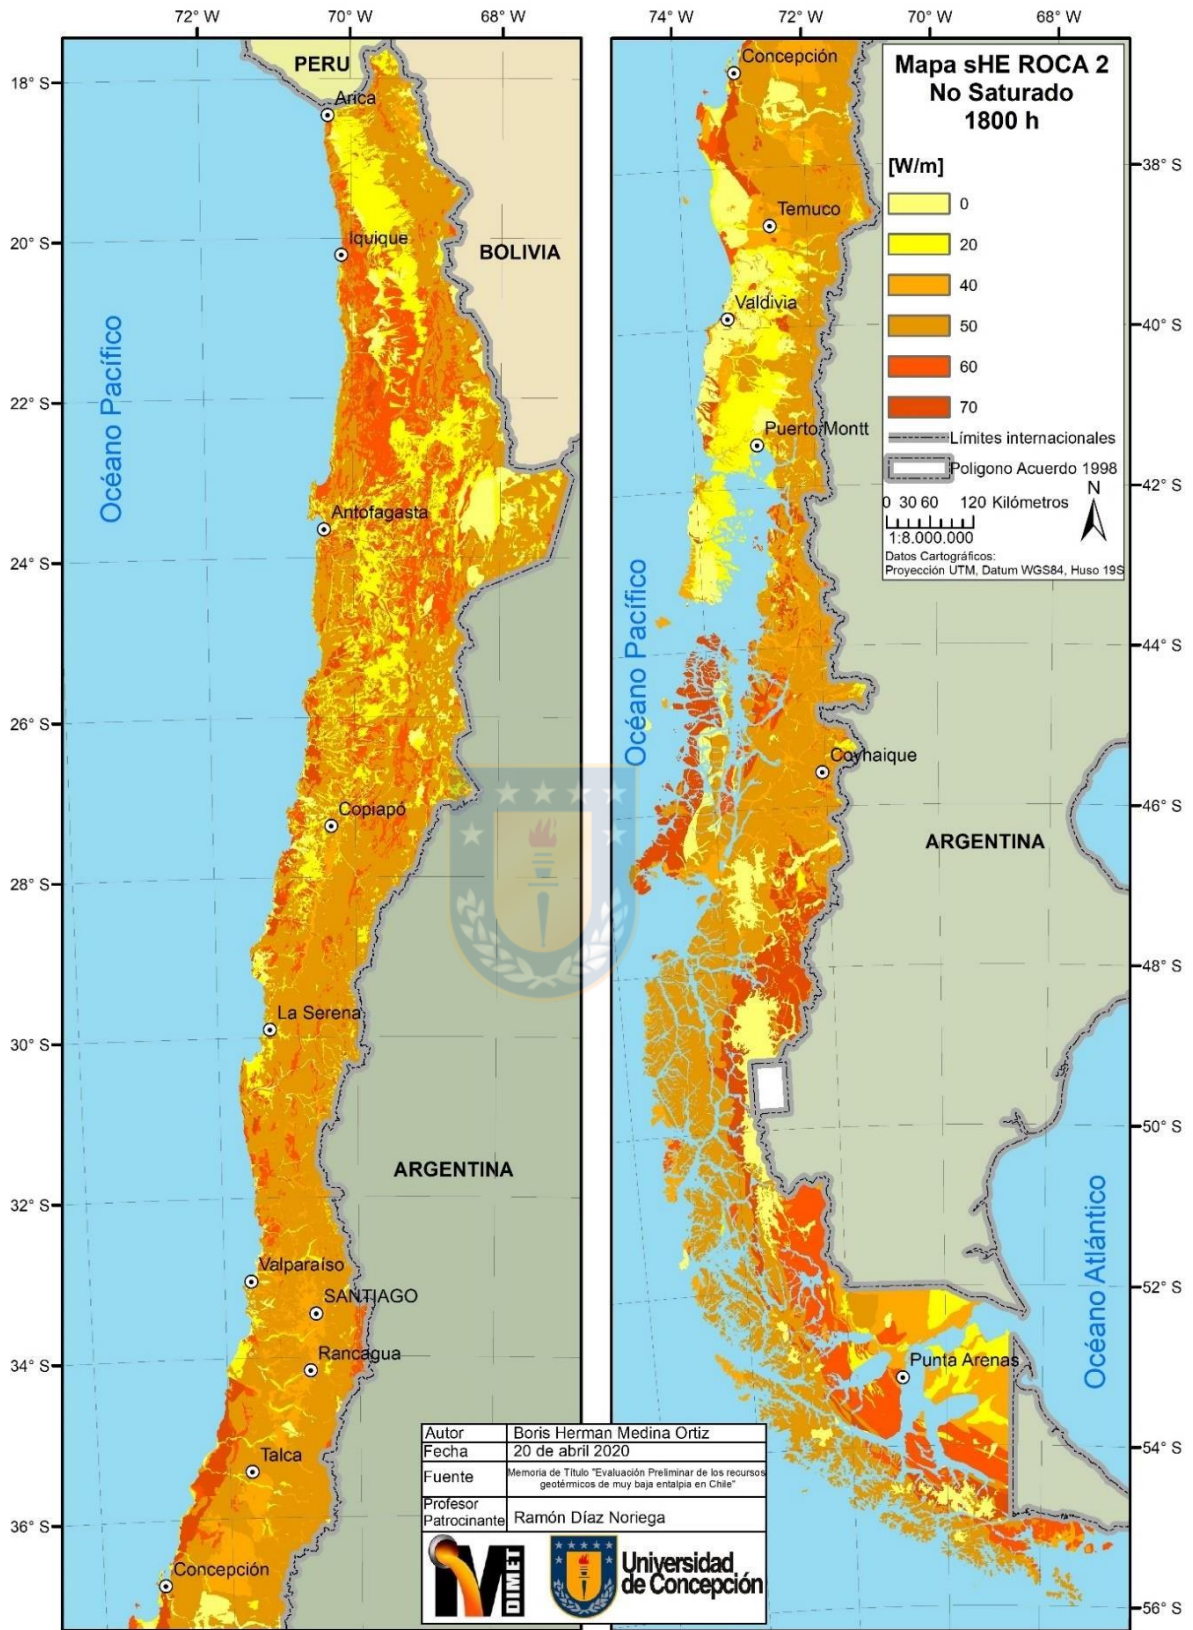 72° W
70° W
68° W
74° W
72° W
70° W
68° W
18° S
20° S
22° S
24° S
26° S
28° S
30° S
32° S
34° S
36° S
PERU
Arica
Iquique
BOLIVIA
Océano Pacífico
Antofagasta
Copiapó
La Serena
ARGENTINA
Valparaíso
SANTIAGO
Rancagua
Talca
Concepción
Concepción
Temuco
Valdivia
Puerto Montt
Océano Pacífico
Coyhaique
ARGENTINA
Océano Atlántico
Punta Arenas
38° S
40° S
42° S
44° S
46° S
48° S
50° S
52° S
54° S
56° S
Mapa sHE ROCA 2
No Saturado
1800 h
[W/m]
0
20
40
50
60
70
Límites internacionales
Poligono Acuerdo 1998
0 30 60 120 Kilómetros
N
1:8.000.000
Datos Cartográficos:
Proyección UTM, Datum WGS84, Huso 19S
Autor Boris Herman Medina Ortiz
Fecha 20 de abril 2020
Fuente Memoria de Título "Evaluación Preliminar de los recursos
geotérmicos de muy baja entalpia en Chile"
Profesor
Patrocinante Ramón Díaz Noriega
DIMET
Universidad
de Concepción